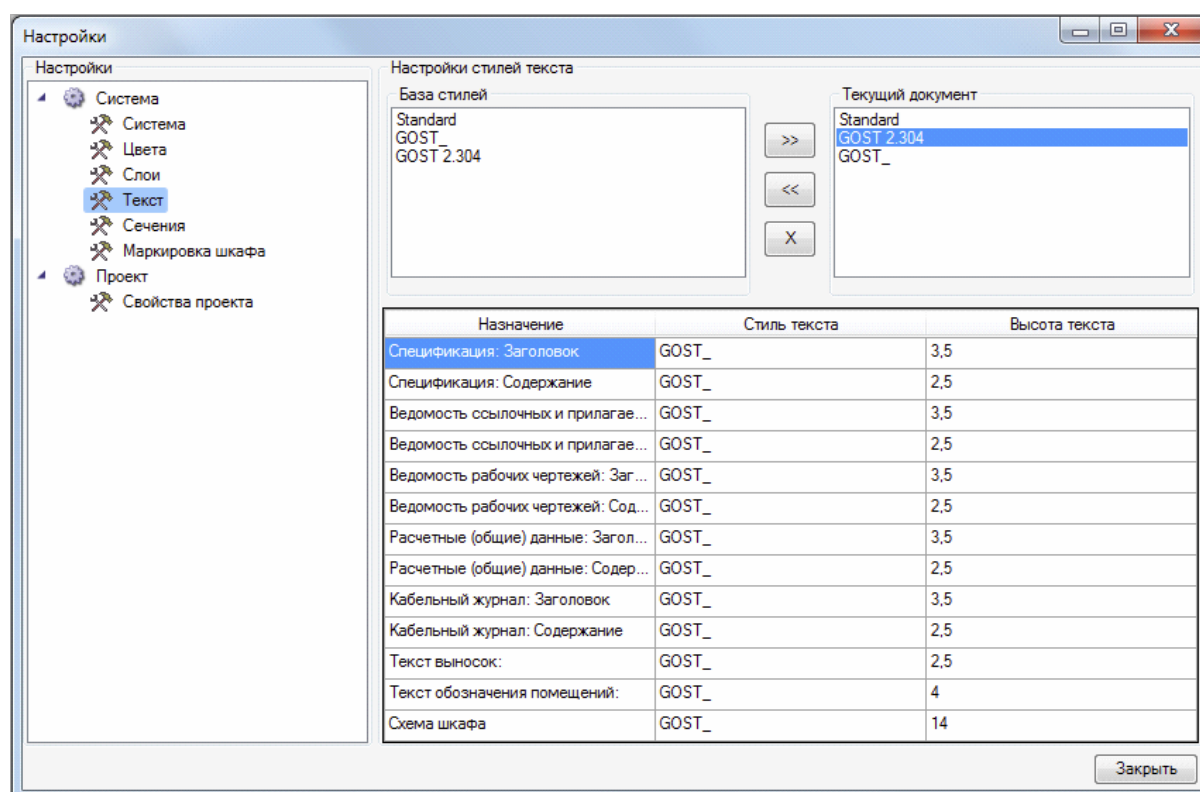 Настройки
Настройки
Система
Система
Цвета
Слои
Текст
Сечения
Маркировка шкафа
Проект
Свойства проекта
Настройки стилей текста
База стилей
Standard
GOST_
GOST 2.304
>>
<<
X
Текущий документ
Standard
GOST 2.304
GOST_
Назначение Стиль текста Высота текста
Спецификация: Заголовок GOST_ 3,5
Спецификация: Содержание GOST_ 2,5
Ведомость ссылочных и прилагае... GOST_ 3,5
Ведомость ссылочных и прилагае... GOST_ 2,5
Ведомость рабочих чертежей: Заг... GOST_ 3,5
Ведомость рабочих чертежей: Сод... GOST_ 2,5
Расчетные (общие) данные: Загол... GOST_ 3,5
Расчетные (общие) данные: Содер... GOST_ 2,5
Кабельный журнал: Заголовок GOST_ 3,5
Кабельный журнал: Содержание GOST_ 2,5
Текст выносок: GOST_ 2,5
Текст обозначения помещений: GOST_ 4
Схема шкафа GOST_ 14
Закрыть